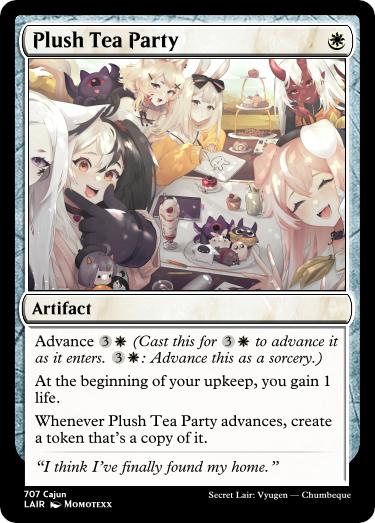 Plush Tea Party
Artifact
Advance 3 (Cast this for 3 to advance it
as it enters. 3 : Advance this as a sorcery.)
At the beginning of your upkeep, you gain 1
life.
Whenever Plush Tea Party advances, create
a token that's a copy of it.
"I think I've finally found my home."
707 Cajun
LAIR Momotexx
Secret Lair: Vyugen — Chumbeque